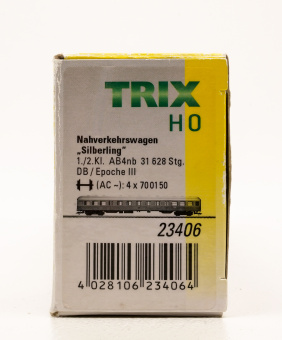 TRIX
H0
Nahverkehrswagen
„Silberling"
1./2.Kl. AB4nb 31 628 Stg.
DB / Epoche III
(AC ~): 4 x 700150
23406
4 028106 234064